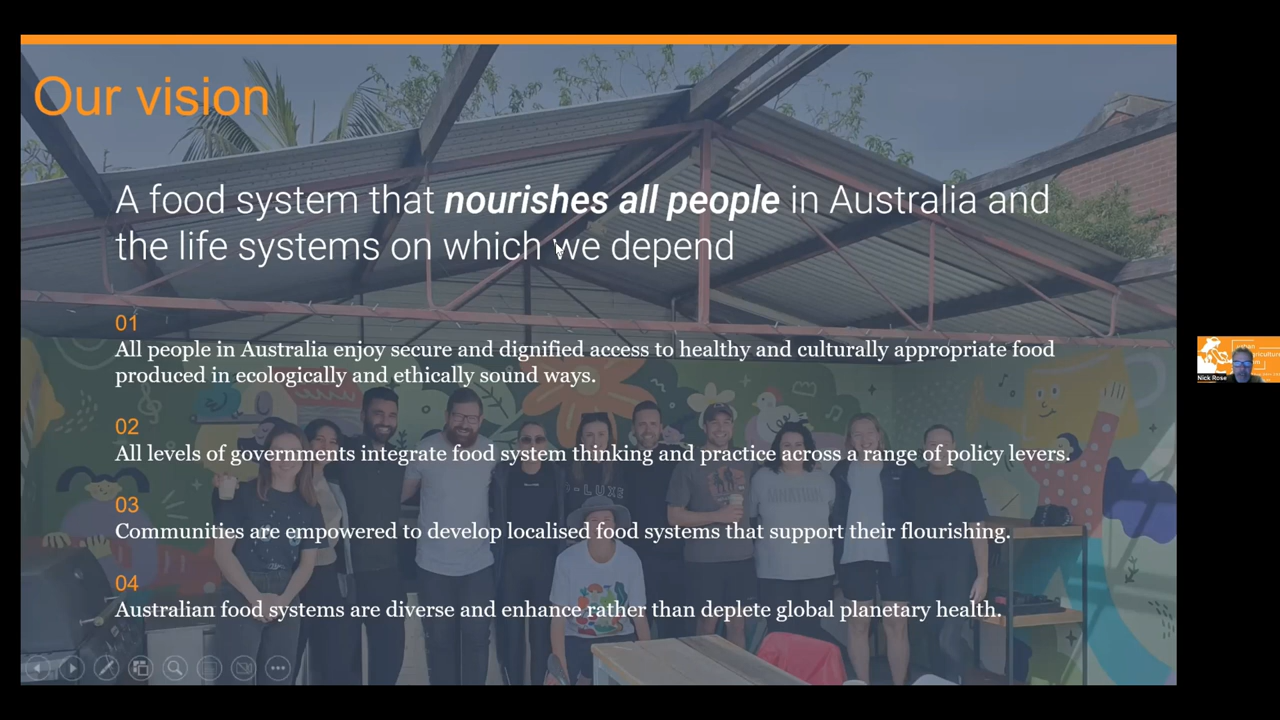 Our vision
A food system that nourishes all people in Australia and
the life systems on which we depend
01
All people in Australia enjoy secure and dignified access to healthy and culturally appropriate food
produced in ecologically and ethically sound ways.
02
All levels of governments integrate food system thinking and practice across a range of policy levers.
03
Communities are empowered to develop localised food systems that support their flourishing.
04
Australian food systems are diverse and enhance rather than deplete global planetary health.
Nick Rose